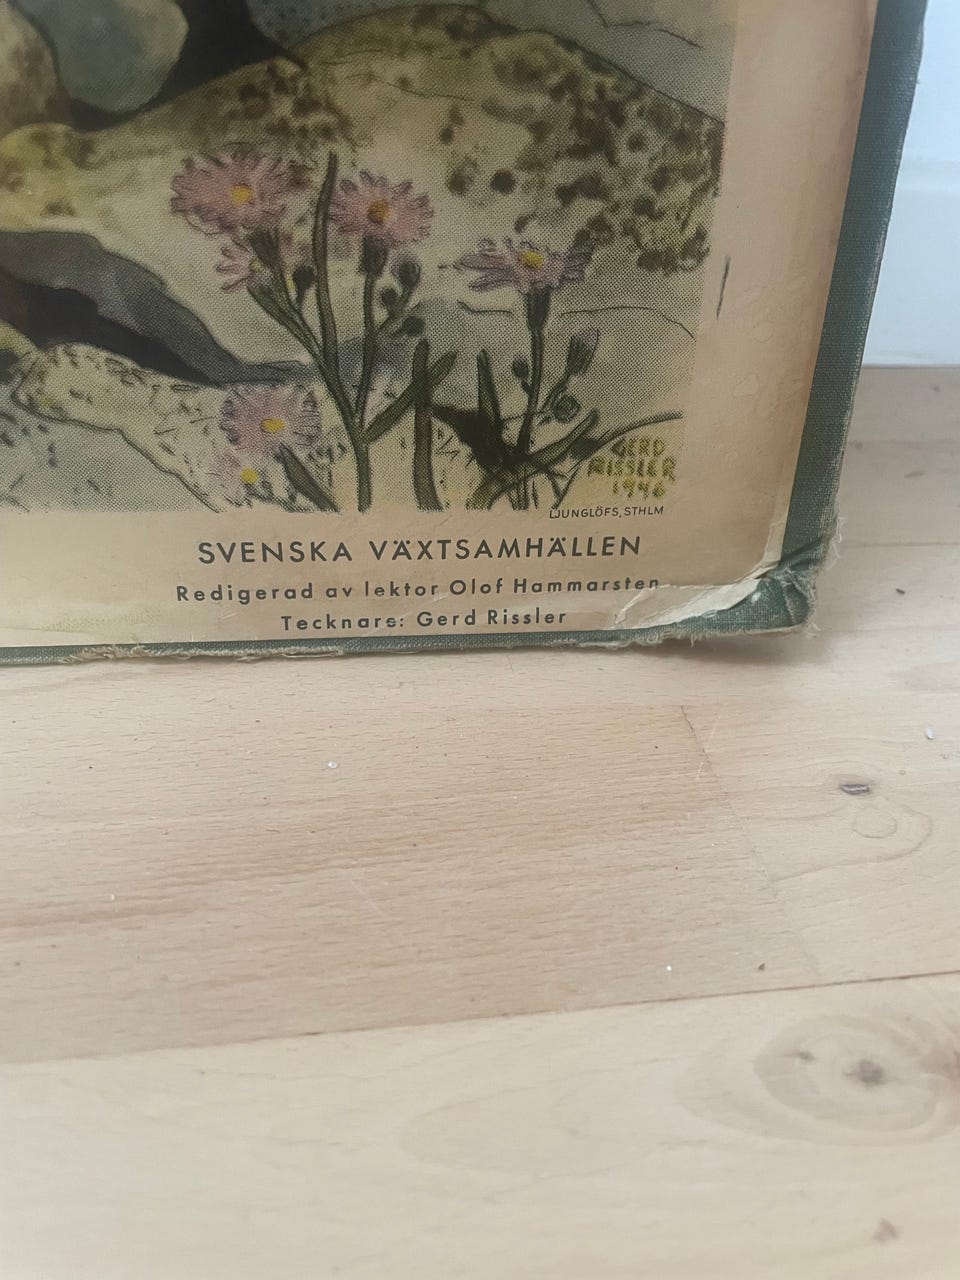 GERD
RISSLER
1946
LJUNGLÖFS, STHLM
SVENSKA VÄXTSAMHÄLLEN
Redigerad av lektor Olof Hammarsten
Tecknare: Gerd Rissler